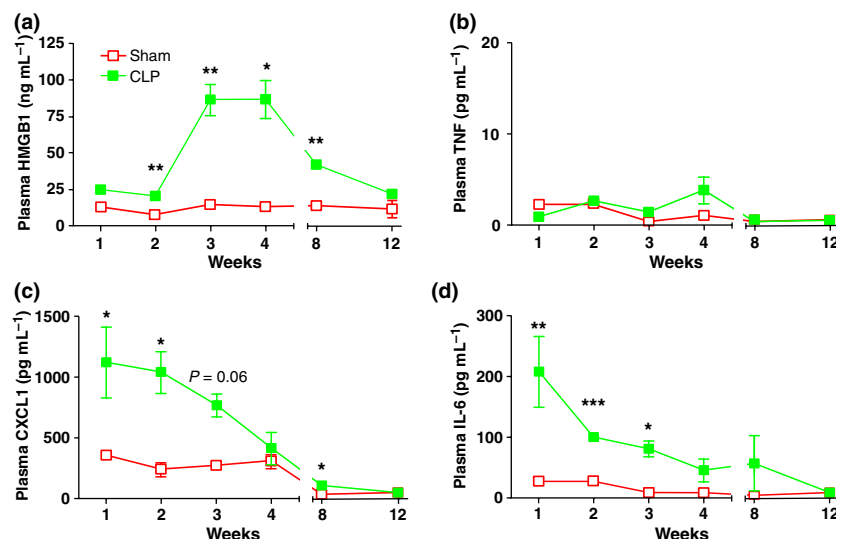 (a)
Plasma HMGB1 (ng mL−1)
125
100
75
50
25
0
Sham
CLP
**
**
*
**
1 2 3 4 8 12
Weeks
(b)
Plasma TNF (pg mL−1)
20
10
0
1 2 3 4 8 12
Weeks
(c)
Plasma CXCL1 (pg mL−1)
1500
1000
500
0
*
*
P = 0.06
*
1 2 3 4 8 12
Weeks
(d)
Plasma IL-6 (pg mL−1)
300
200
100
0
**
***
*
1 2 3 4 8 12
Weeks